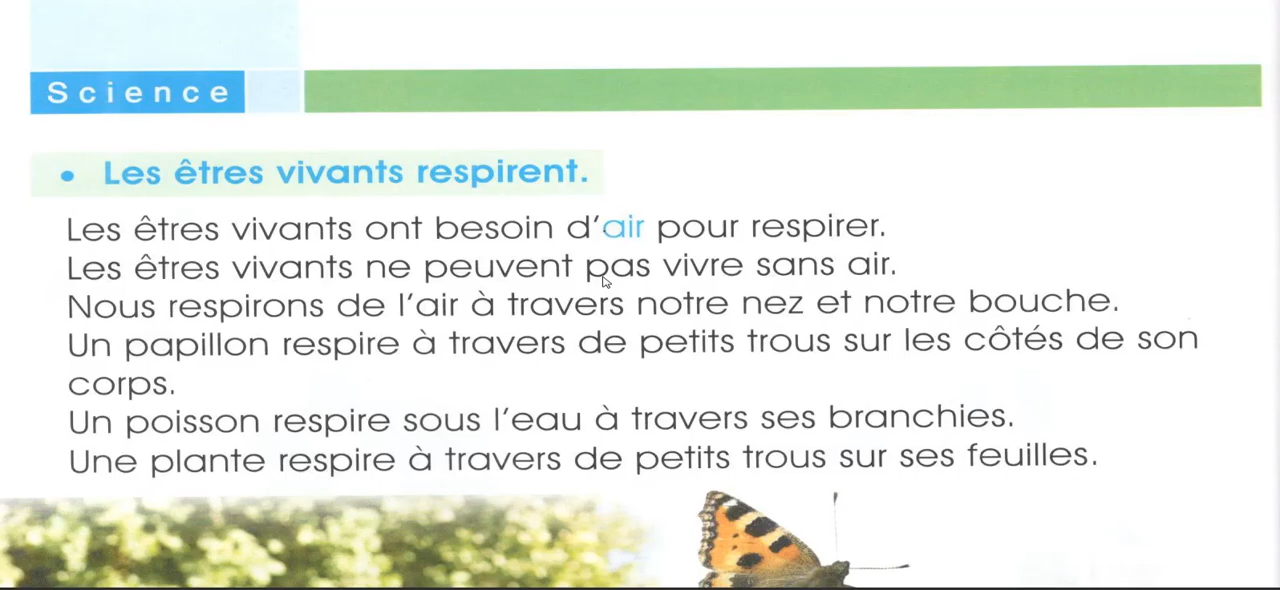 Science
• Les êtres vivants respirent.
Les êtres vivants ont besoin d'air pour respirer.
Les êtres vivants ne peuvent pas vivre sans air.
Nous respirons de l'air à travers notre nez et notre bouche.
Un papillon respire à travers de petits trous sur les côtés de son
corps.
Un poisson respire sous l'eau à travers ses branchies.
Une plante respire à travers de petits trous sur ses feuilles.